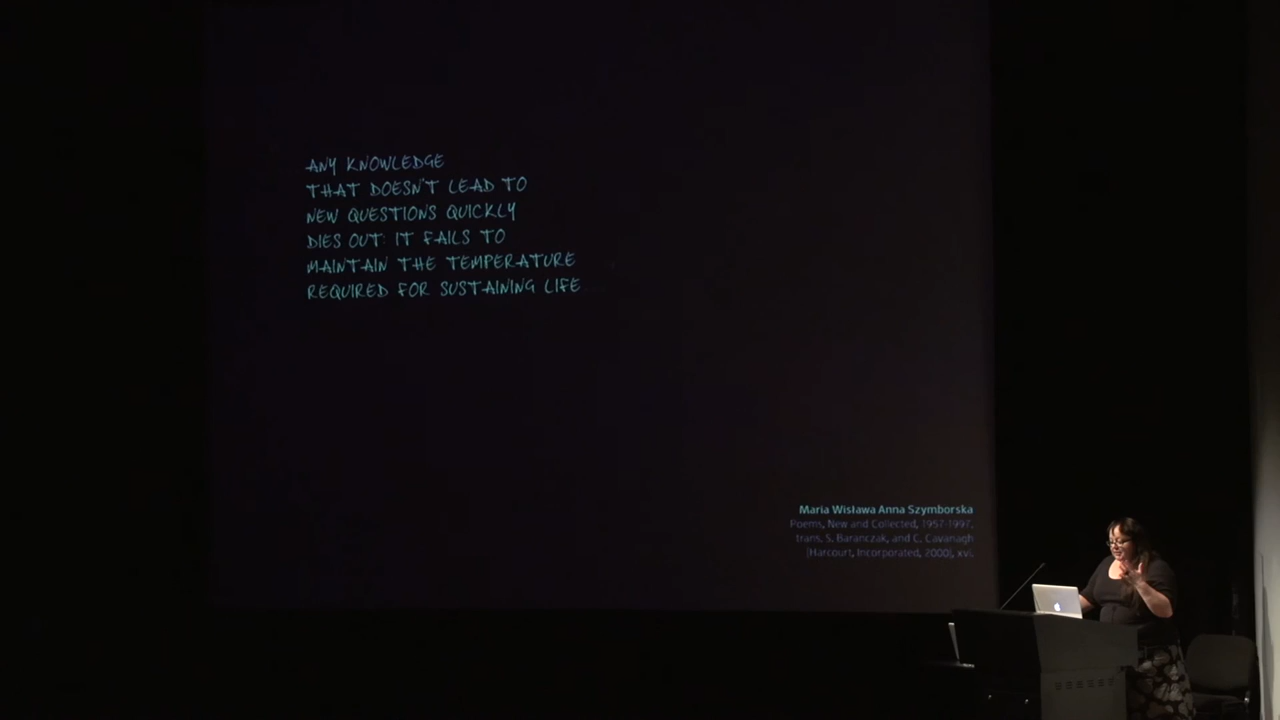 ANY KNOWLEDGE
THAT DOESN'T LEAD TO
NEW QUESTIONS QUICKLY
DIES OUT: IT FAILS TO
MAINTAIN THE TEMPERATURE
REQUIRED FOR SUSTAINING LIFE
Maria Wisława Anna Szymborska
Poems, New and Collected, 1957-1997,
trans. S. Baranczak, and C. Cavanagh
[Harcourt, Incorporated, 2000], xvi.